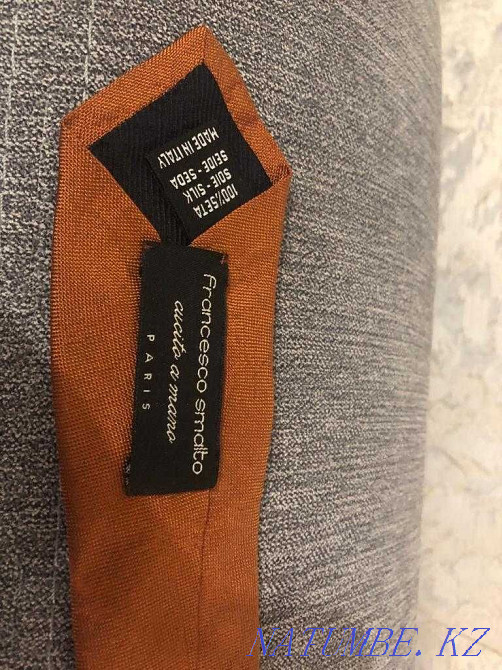 100%SETA
SOIE - SILK
SEIDE - SEDA
MADE IN ITALY
francesco smalto
cucito a mano
PARIS
NATUMBE.KZ